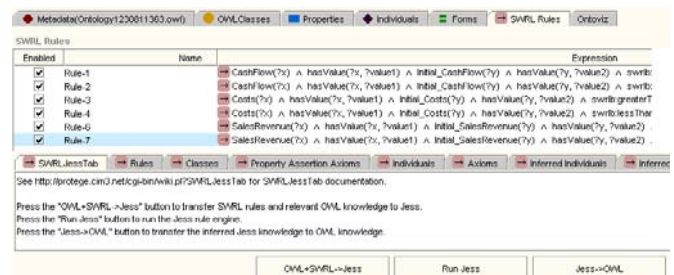 Metadata(Ontology1230811363.owl) OWLClasses Properties Individuals Forms SWRL Rules Ontoviz
SWRL Rules
Enabled Name Expression
Rule-1 CashFlow(?x) ∧ hasValue(?x, ?value1) ∧ Initial_CashFlow(?y) ∧ hasValue(?y, ?value2) ∧ swrlb:
Rule-2 CashFlow(?x) ∧ hasValue(?x, ?value1) ∧ Initial_CashFlow(?y) ∧ hasValue(?y, ?value2) ∧ swrlb:
Rule-3 Costs(?x) ∧ hasValue(?x, ?value1) ∧ Initial_Costs(?y) ∧ hasValue(?y, ?value2) ∧ swrlb:greaterT
Rule-4 Costs(?x) ∧ hasValue(?x, ?value1) ∧ Initial_Costs(?y) ∧ hasValue(?y, ?value2) ∧ swrlb:lessThan
Rule-6 SalesRevenue(?x) ∧ hasValue(?x, ?value1) ∧ Initial_SalesRevenue(?y) ∧ hasValue(?y, ?value2) .
Rule-7 SalesRevenue(?x) ∧ hasValue(?x, ?value1) ∧ Initial_SalesRevenue(?y) ∧ hasValue(?y, ?value2) .
SWRLJessTab Rules Classes Property Assertion Axioms Individuals Axioms Inferred Individuals Inferred
See http://protege.cim3.net/cgi-bin/wiki.pl?SWRLJessTab for SWRLJessTab documentation.
Press the "OWL+SWRL->Jess" button to transfer SWRL rules and relevant OWL knowledge to Jess.
Press the "Run Jess" button to run the Jess rule engine.
Press the "Jess->OWL" button to transfer the inferred Jess knowledge to OWL knowledge.
OWL+SWRL->Jess Run Jess Jess->OWL